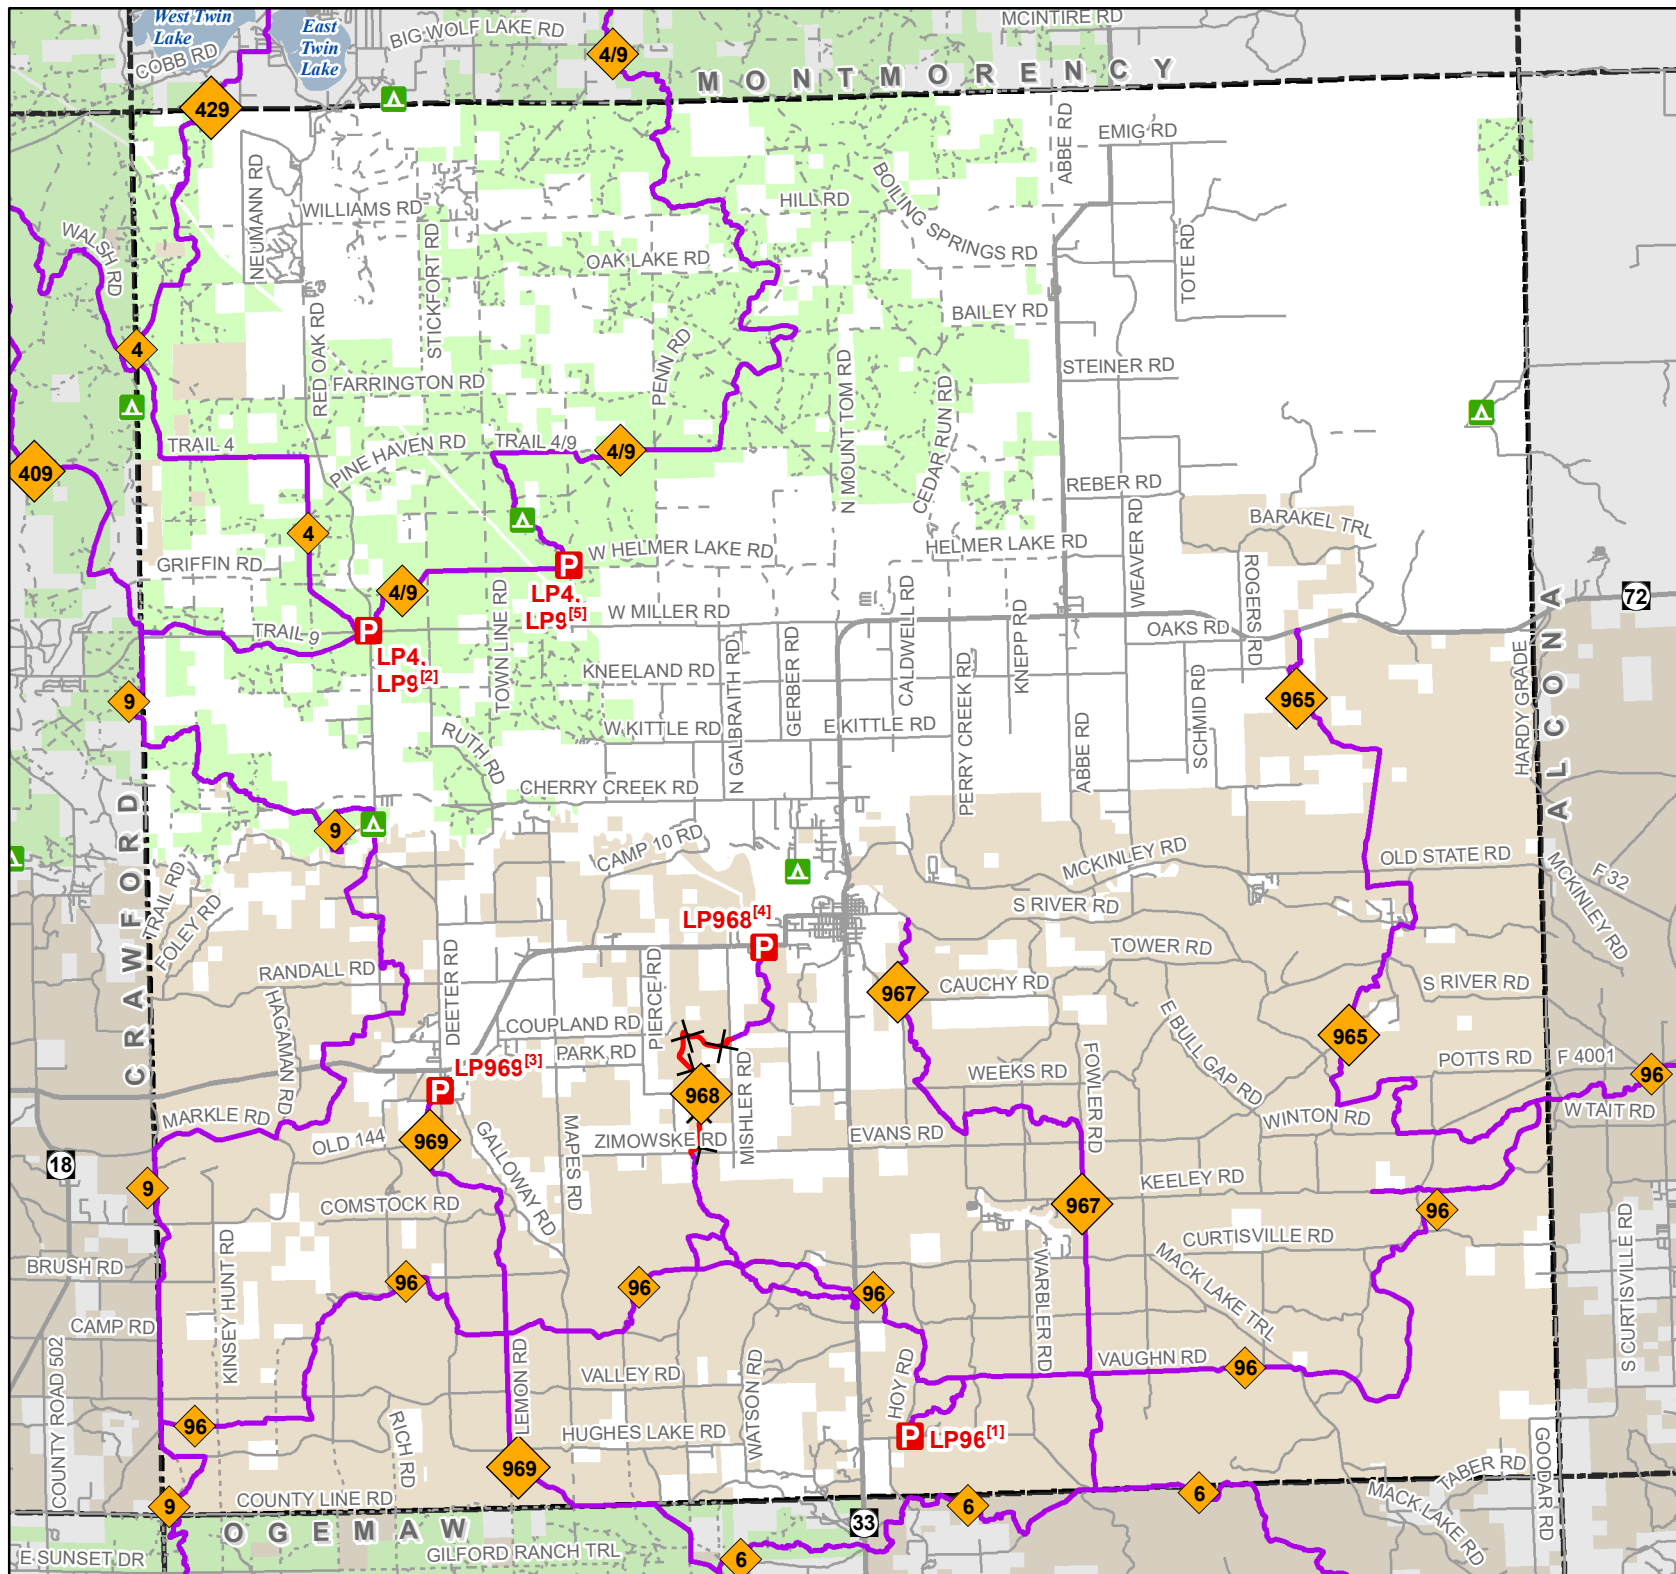 West Twin
Lake
East
Twin
Lake
COBB RD
BIG WOLF LAKE RD
MCINTIRE RD
4/9
MONTMORENCY
429
ABBE RD
EMIG RD
NEUMANN RD
WILLIAMS RD
STICKFORT RD
HILL RD
BOILING SPRINGS RD
WALSH RD
OAK LAKE RD
TOTE RD
RED OAK RD
BAILEY RD
4
PENN RD
N MOUNT TOM RD
STEINER RD
FARRINGTON RD
CEDAR RUN RD
TRAIL 4
PINE HAVEN RD
TRAIL 4/9
4/9
409
REBER RD
WEAVER RD
BARAKEL TRL
4
GRIFFIN RD
W HELMER LAKE RD
HELMER LAKE RD
ROGERS RD
4/9
LP4,
LP9[5]
TOWN LINE RD
W MILLER RD
CALDWELL RD
KNEPP RD
OAKS RD
72
ALCONA
TRAIL 9
LP4,
LP9[2]
KNEELAND RD
N GALBRAITH RD
GERBER RD
PERRY CREEK RD
SCHMID RD
HARDY GRADE
9
965
RUTH RD
W KITTLE RD
E KITTLE RD
ABBE RD
CHERRY CREEK RD
CRAWFORD
9
CAMP 10 RD
MCKINLEY RD
OLD STATE RD
F 32
MCKINLEY RD
TRAIL RD
FOLEY RD
LP968[4]
S RIVER RD
TOWER RD
RANDALL RD
DEETER RD
PIERCE RD
967
CAUCHY RD
S RIVER RD
HAGAMAN RD
COUPLAND RD
PARK RD
E BULL GAP RD
965
LP969[3]
968
MISHLER RD
WEEKS RD
FOWLER RD
POTTS RD
F 4001
96
MARKLE RD
OLD 144
969
GALLOWAY RD
MAPES RD
ZIMOWSKE RD
EVANS RD
WINTON RD
W TAIT RD
18
9
COMSTOCK RD
967
KEELEY RD
96
BRUSH RD
KINSEY HUNT RD
96
96
96
WARBLER RD
CURTISVILLE RD
MACK LAKE TRL
S CURTISVILLE RD
CAMP RD
COUNTY ROAD 502
LEMON RD
VALLEY RD
WATSON RD
HOY RD
VAUGHN RD
96
96
RICH RD
HUGHES LAKE RD
LP96[1]
969
GOODAR RD
TABER RD
MACK LAKE RD
9
COUNTY LINE RD
6
6
OGEMAW
33
E SUNSET DR
GILFORD RANCH TRL
6